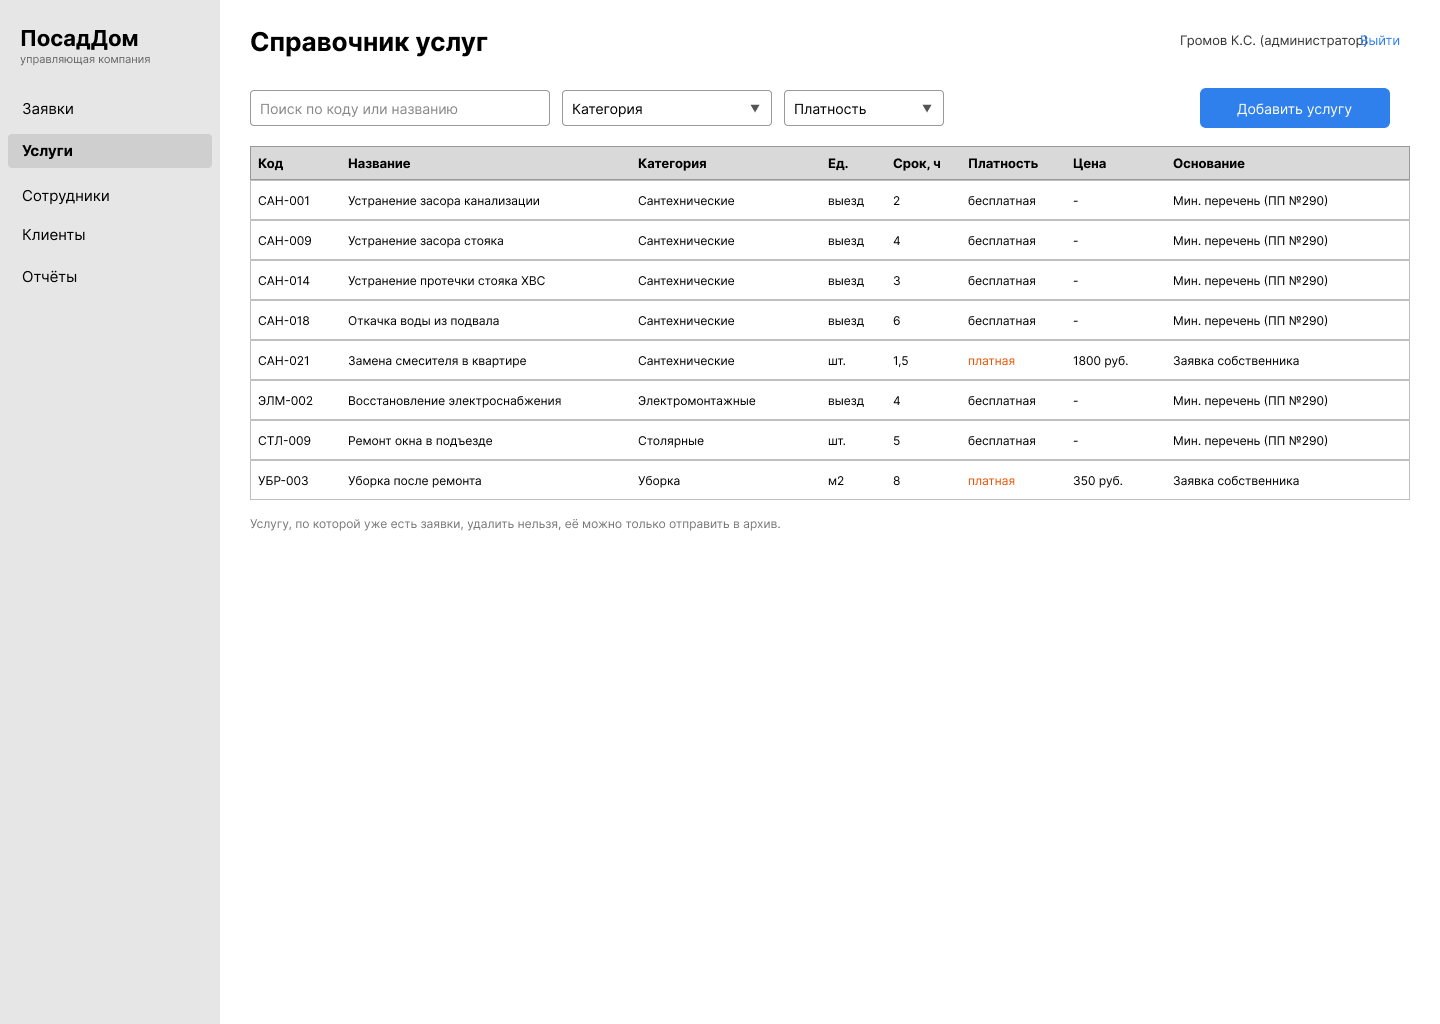 ПосадДом
управляющая компания
Заявки
Услуги
Сотрудники
Клиенты
Отчёты
Справочник услуг
Громов К.С. (администратор)
Выйти
Поиск по коду или названию
Категория ▼
Платность ▼
Добавить услугу
Код Название Категория Ед. Срок, ч Платность Цена Основание
САН-001 Устранение засора канализации Сантехнические выезд 2 бесплатная - Мин. перечень (ПП №290)
САН-009 Устранение засора стояка Сантехнические выезд 4 бесплатная - Мин. перечень (ПП №290)
САН-014 Устранение протечки стояка ХВС Сантехнические выезд 3 бесплатная - Мин. перечень (ПП №290)
САН-018 Откачка воды из подвала Сантехнические выезд 6 бесплатная - Мин. перечень (ПП №290)
САН-021 Замена смесителя в квартире Сантехнические шт. 1,5 платная 1800 руб. Заявка собственника
ЭЛМ-002 Восстановление электроснабжения Электромонтажные выезд 4 бесплатная - Мин. перечень (ПП №290)
СТЛ-009 Ремонт окна в подъезде Столярные шт. 5 бесплатная - Мин. перечень (ПП №290)
УБР-003 Уборка после ремонта Уборка м2 8 платная 350 руб. Заявка собственника
Услугу, по которой уже есть заявки, удалить нельзя, её можно только отправить в архив.